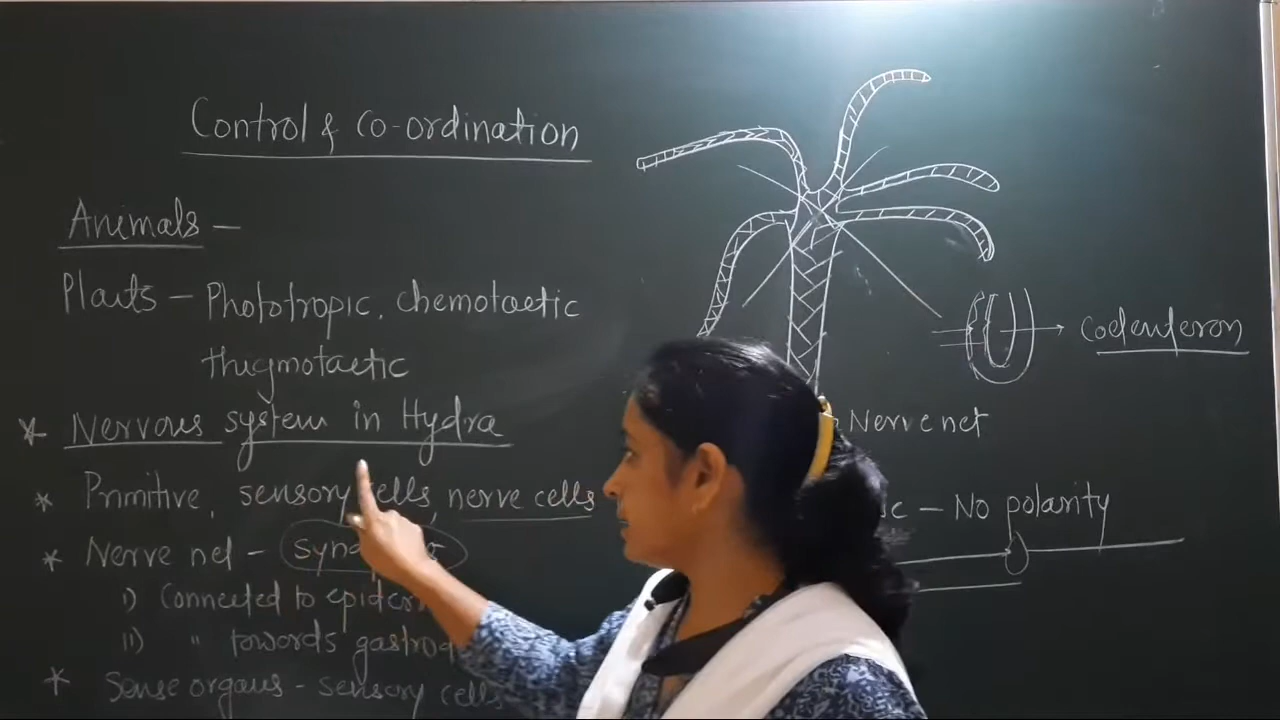 Control & Co-ordination
Animals -
Plants - Phototropic, chemotactic
thigmotactic
* Nervous system in Hydra
* Primitive, sensory cells, nerve cells
* Nerve net -
i) Connected to
ii) " towards
* Sense organs - sensory cells
Coelenteron
Nerve net
- No polarity